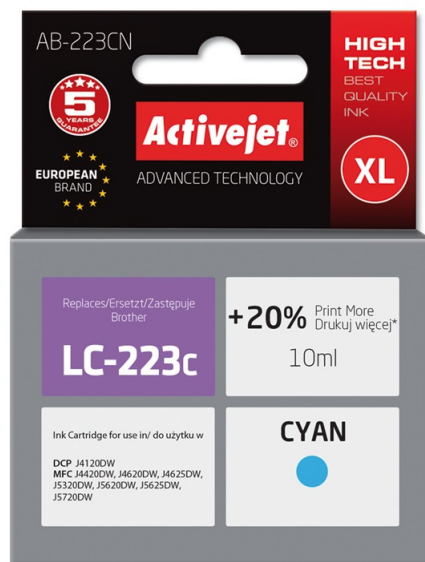 AB-223CN
HIGH
TECH
BEST
QUALITY
INK
5
YEARS
GUARANTEE
Activejet®
EUROPEAN
BRAND
ADVANCED TECHNOLOGY
XL
Replaces/Ersetzt/Zastępuje
Brother
LC-223c
+20% Print More
Drukuj więcej*
10ml
Ink Cartridge for use in/ do użytku w
DCP J4120DW
MFC J4420DW, J4620DW, J4625DW,
J5320DW, J5620DW, J5625DW,
J5720DW
CYAN